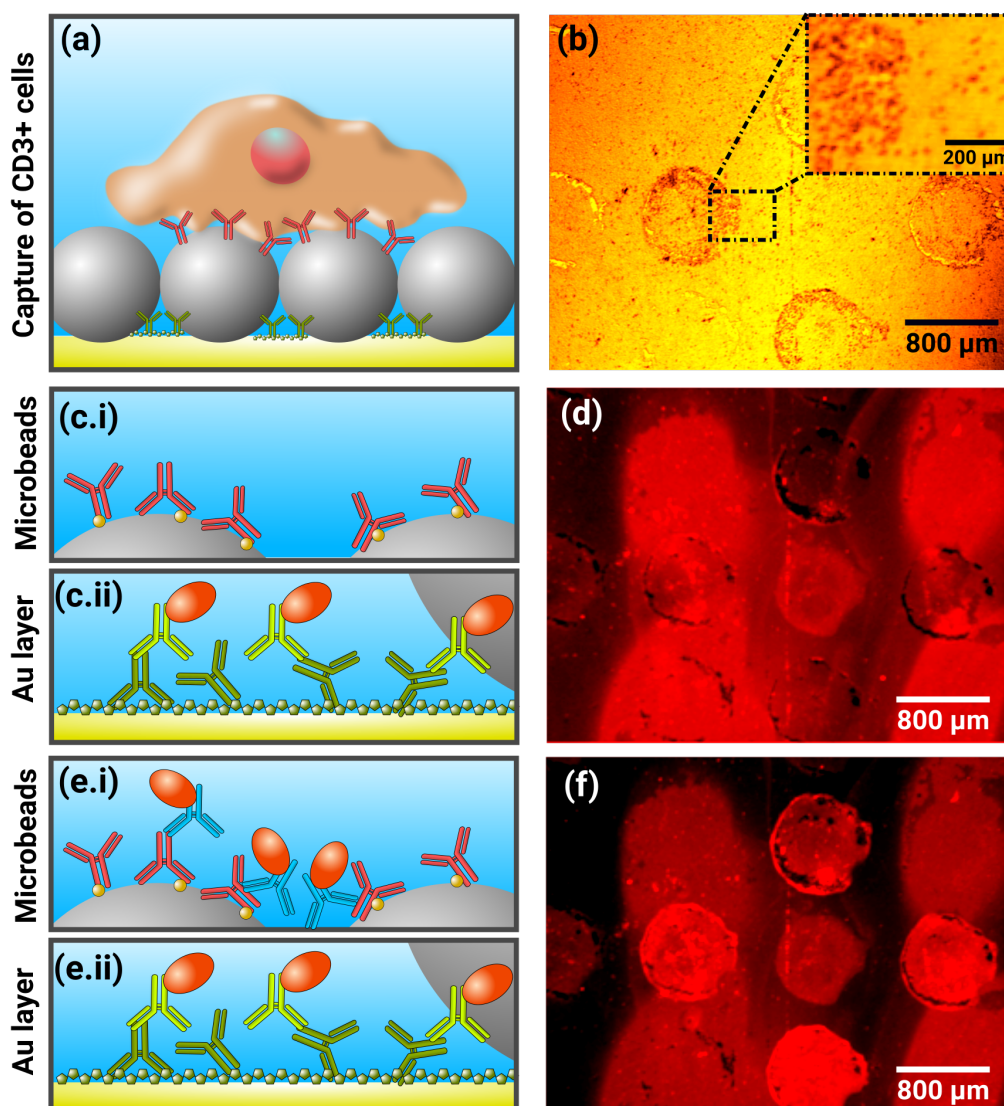 Capture of CD3+ cells
(a)
(b)
200 µm
800 µm
Microbeads
(c.i)
(d)
Au layer
(c.ii)
800 µm
Microbeads
(e.i)
(f)
Au layer
(e.ii)
800 µm